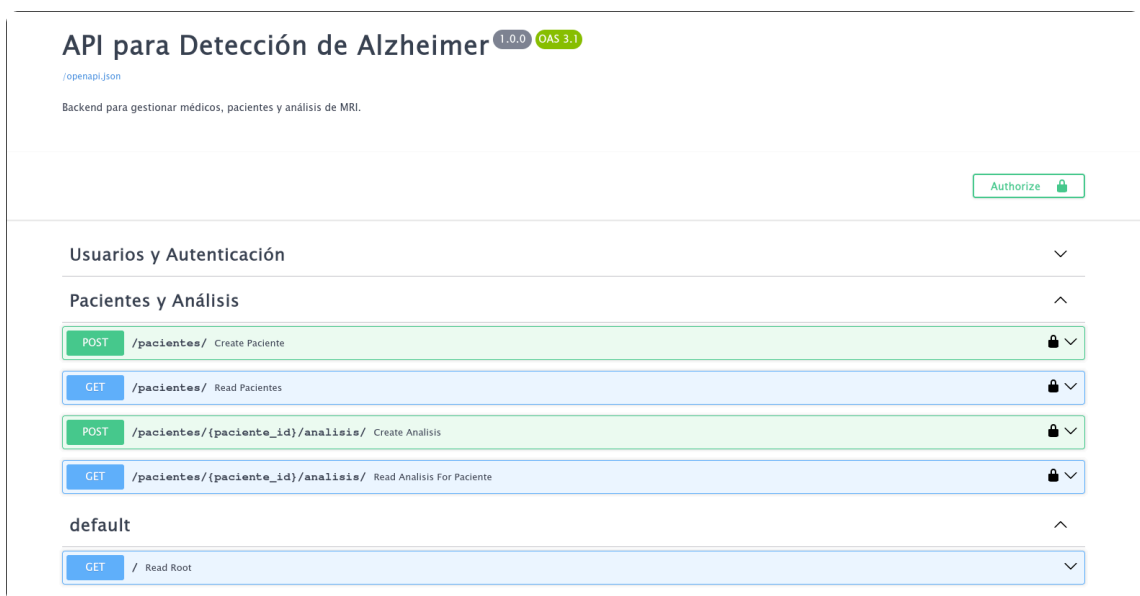 API para Detección de Alzheimer 1.0.0 OAS 3.1
/openapi.json
Backend para gestionar médicos, pacientes y análisis de MRI.
Authorize
Usuarios y Autenticación
Pacientes y Análisis
POST /pacientes/ Create Paciente
GET /pacientes/ Read Pacientes
POST /pacientes/{paciente_id}/analisis/ Create Analisis
GET /pacientes/{paciente_id}/analisis/ Read Analisis For Paciente
default
GET / Read Root